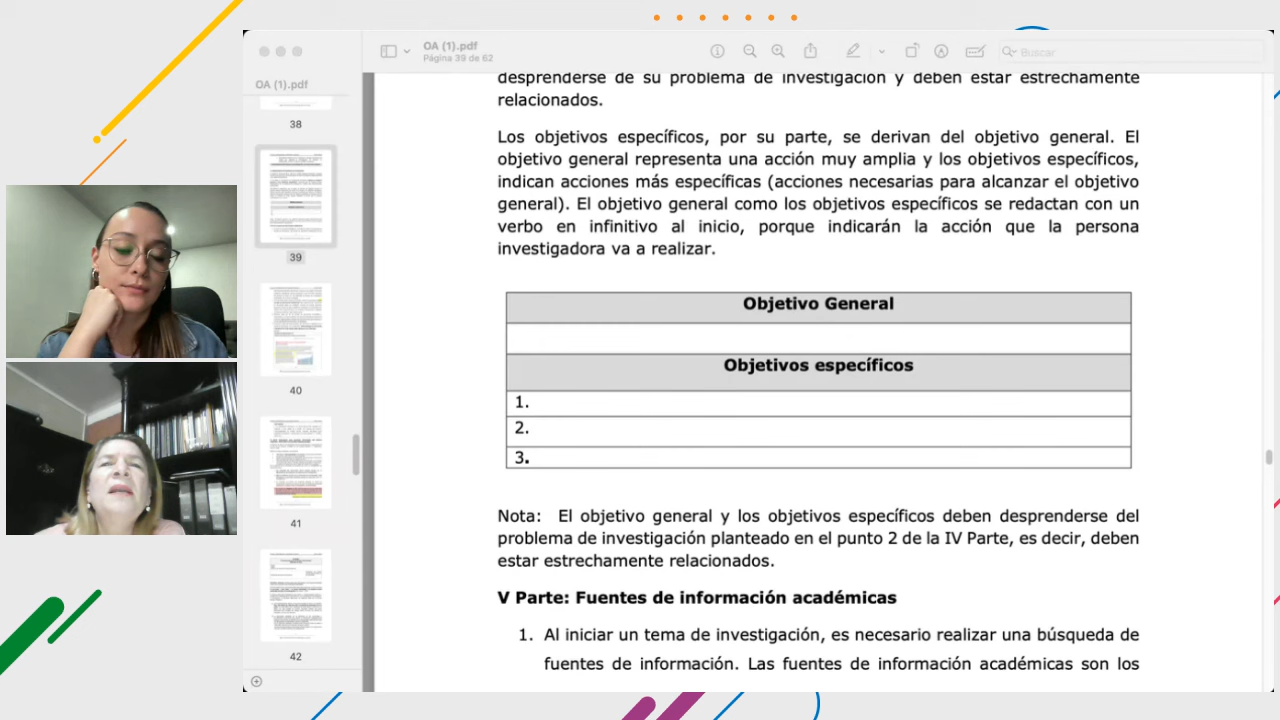 OA (1).pdf
Página 39 de 62
Buscar
OA (1).pdf
38
39
40
41
42
desprenderse de su problema de investigación y deben estar estrechamente
relacionados.
Los objetivos específicos, por su parte, se derivan del objetivo general. El
objetivo general representa una acción muy amplia y los objetivos específicos,
indican acciones más específicas (acciones necesarias para alcanzar el objetivo
general). El objetivo general como los objetivos específicos se redactan con un
verbo en infinitivo al inicio, porque indicarán la acción que la persona
investigadora va a realizar.
Objetivo General
Objetivos específicos
1.
2.
3.
Nota: El objetivo general y los objetivos específicos deben desprenderse del
problema de investigación planteado en el punto 2 de la IV Parte, es decir, deben
estar estrechamente relacionados.
V Parte. Fuentes de información académicas
1. Al iniciar un tema de investigación, es necesario realizar una búsqueda de
fuentes de información. Las fuentes de información académicas son los